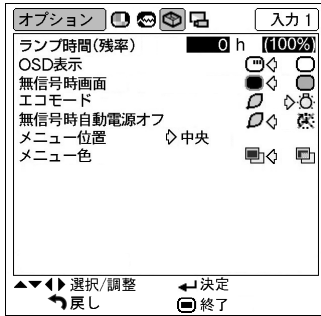 オプション 入力 1
ランプ時間(残率) 0 h (100%)
OSD表示
無信号時画面
エコモード
無信号時自動電源オフ
メニュー位置 中央
メニュー色
選択/調整 決定
戻し 終了